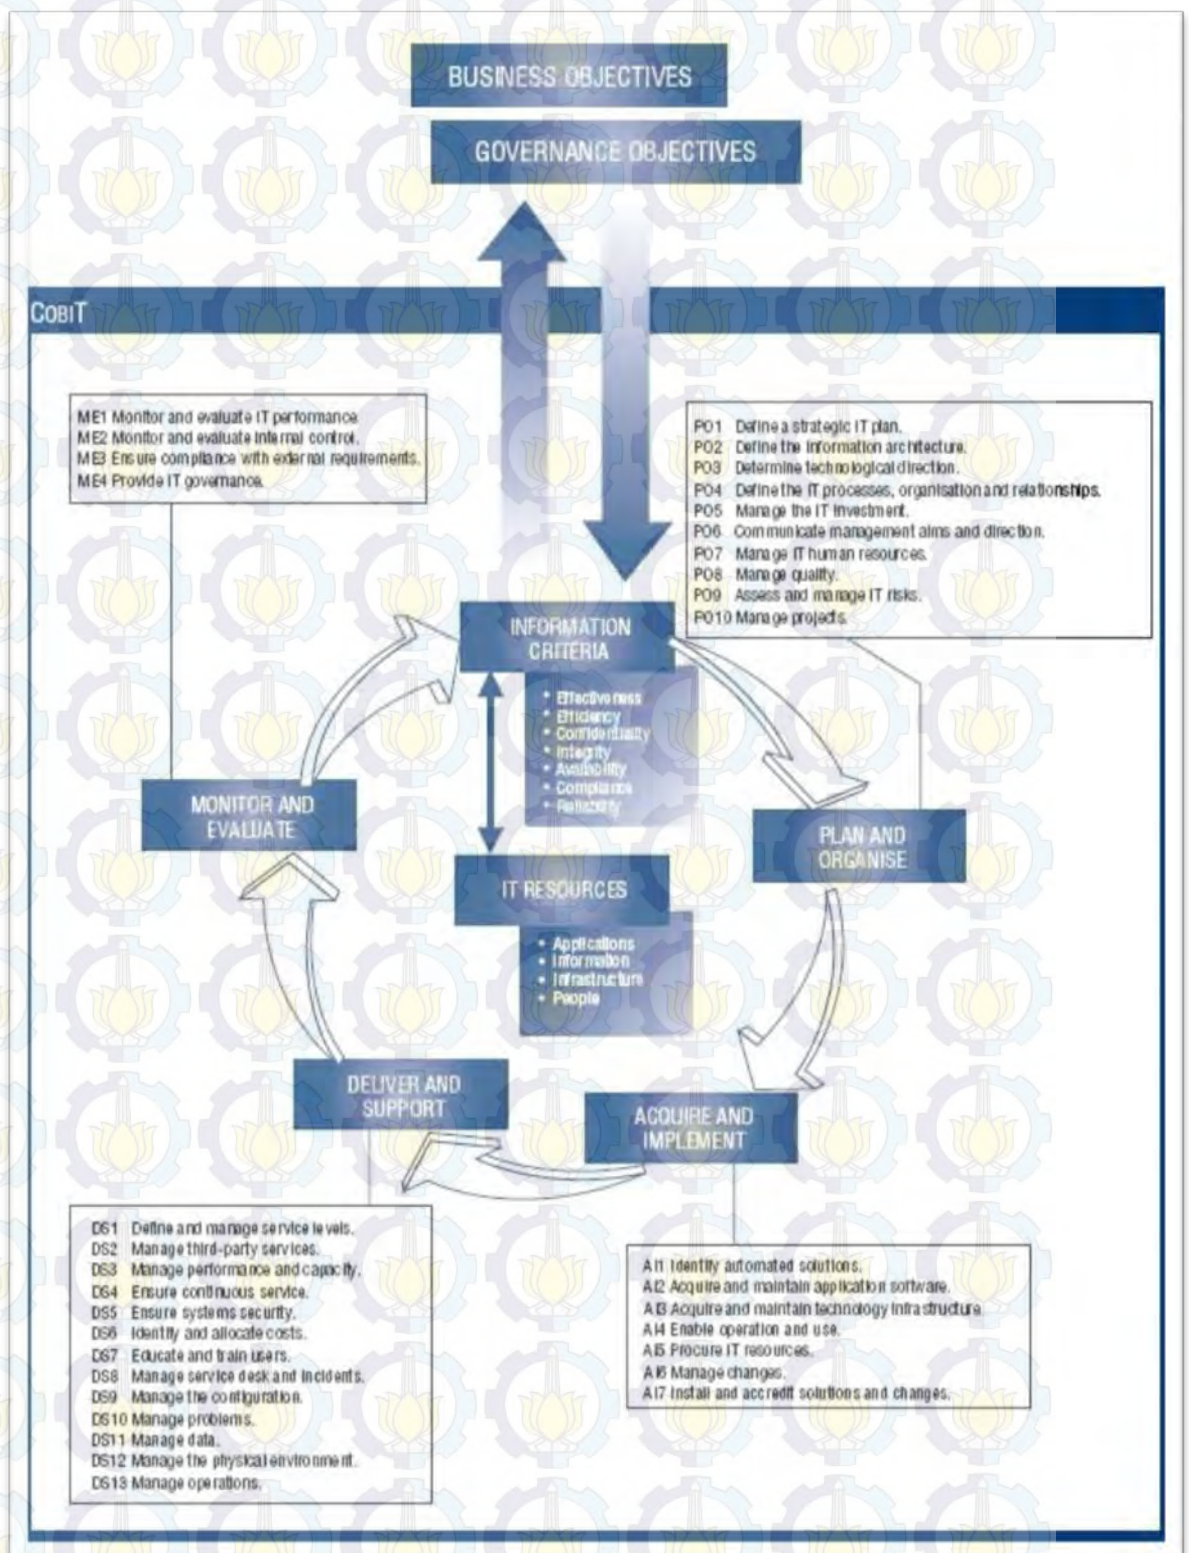 BUSINESS OBJECTIVES
GOVERNANCE OBJECTIVES
COBIT
ME1 Monitor and evaluate IT performance.
ME2 Monitor and evaluate internal control.
ME3 Ensure compliance with external requirements.
ME4 Provide IT governance.
PO1 Define a strategic IT plan.
PO2 Define the information architecture.
PO3 Determine technological direction.
PO4 Define the IT processes, organisation and relationships.
PO5 Manage the IT investment.
PO6 Communicate management aims and direction.
PO7 Manage IT human resources.
PO8 Manage quality.
PO9 Assess and manage IT risks.
PO10 Manage projects.
INFORMATION
CRITERIA
• Effectiveness
• Efficiency
• Confidentiality
• Integrity
• Availability
• Compliance
• Reliability
MONITOR AND
EVALUATE
PLAN AND
ORGANISE
IT RESOURCES
• Applications
• Information
• Infrastructure
• People
DELIVER AND
SUPPORT
ACQUIRE AND
IMPLEMENT
DS1 Define and manage service levels.
DS2 Manage third-party services.
DS3 Manage performance and capacity.
DS4 Ensure continuous service.
DS5 Ensure systems security.
DS6 Identify and allocate costs.
DS7 Educate and train users.
DS8 Manage service desk and incidents.
DS9 Manage the configuration.
DS10 Manage problems.
DS11 Manage data.
DS12 Manage the physical environment.
DS13 Manage operations.
AI1 Identify automated solutions.
AI2 Acquire and maintain application software.
AI3 Acquire and maintain technology infrastructure.
AI4 Enable operation and use.
AI5 Procure IT resources.
AI6 Manage changes.
AI7 Install and accredit solutions and changes.